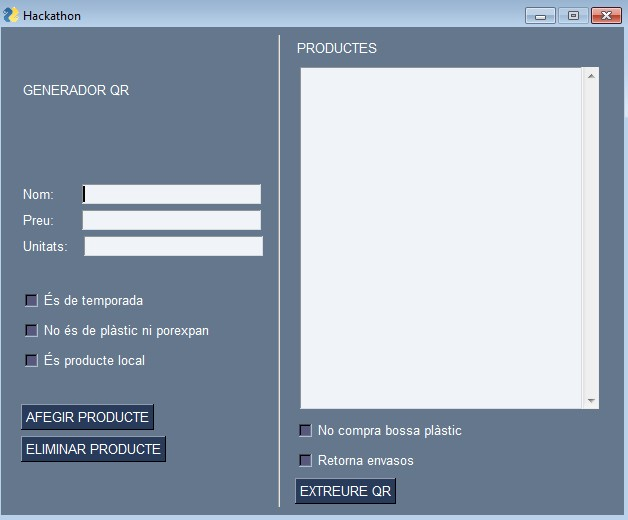 Hackathon
GENERADOR QR
Nom:
Preu:
Unitats:
És de temporada
No és de plàstic ni porexpan
És producte local
AFEGIR PRODUCTE
ELIMINAR PRODUCTE
PRODUCTES
No compra bossa plàstic
Retorna envasos
EXTREURE QR